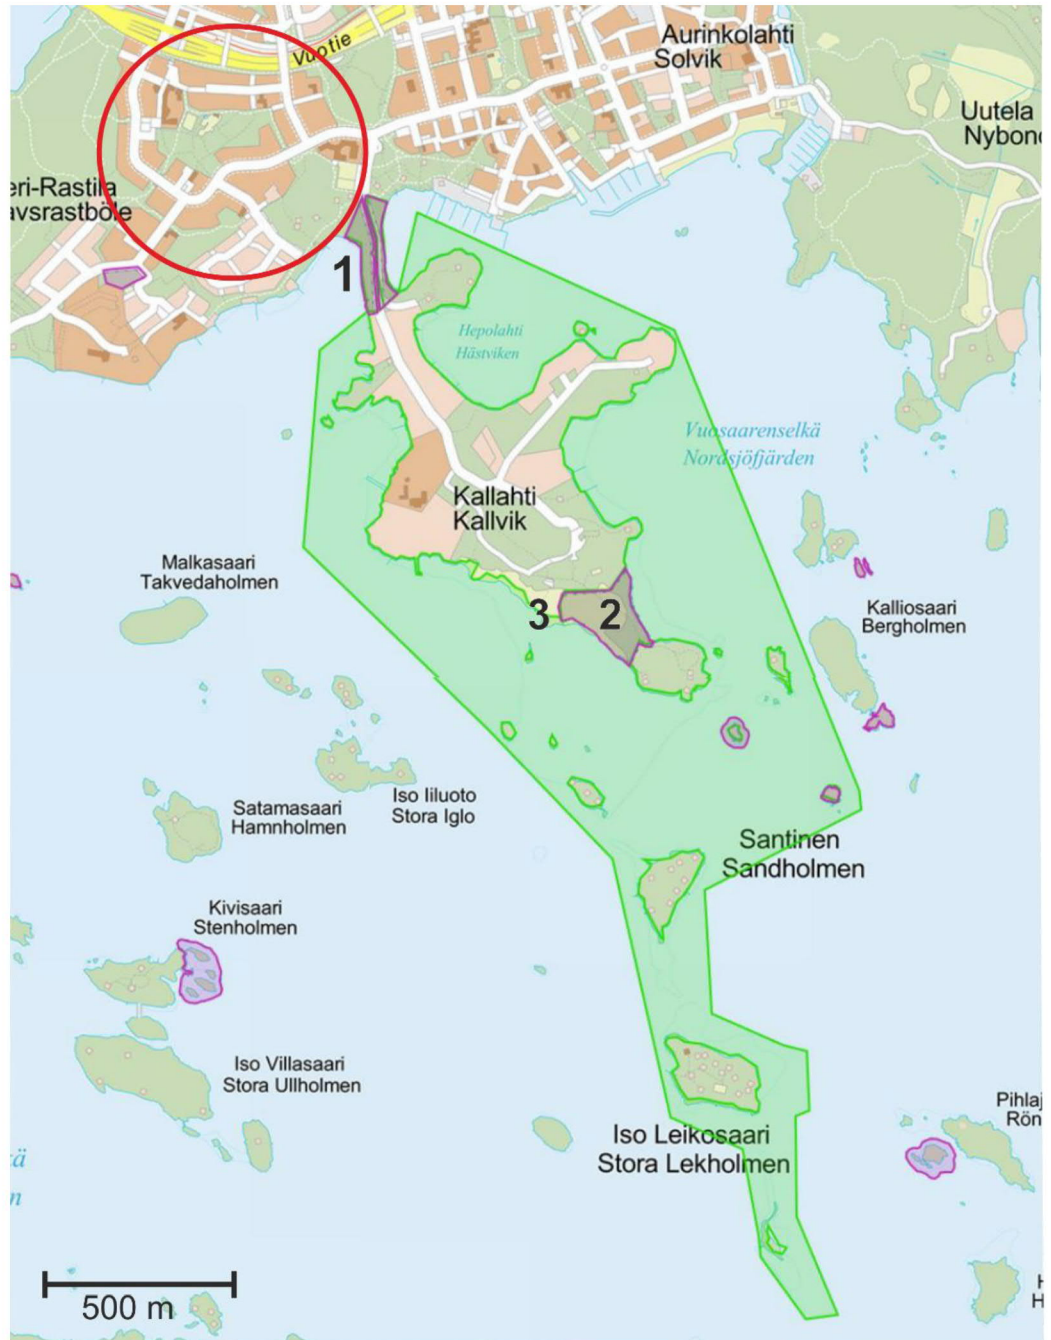 Vuotie
Aurinkolahti
Solvik
Uutela
Nybon
eri-Rastila
avsrastböle
1
Hepolahti
Hästviken
Vuosaarenselkä
Nordsjöfjärden
Kallahti
Kallvik
Malkasaari
Takvedaholmen
3
2
Kalliosaari
Bergholmen
Iso Iiluoto
Stora Iglo
Satamasaari
Hamnholmen
Santinen
Sandholmen
Kivisaari
Stenholmen
Iso Villasaari
Stora Ullholmen
Pihlaj
Rön
Iso Leikosaari
Stora Lekholmen
ä
n
H
500 m